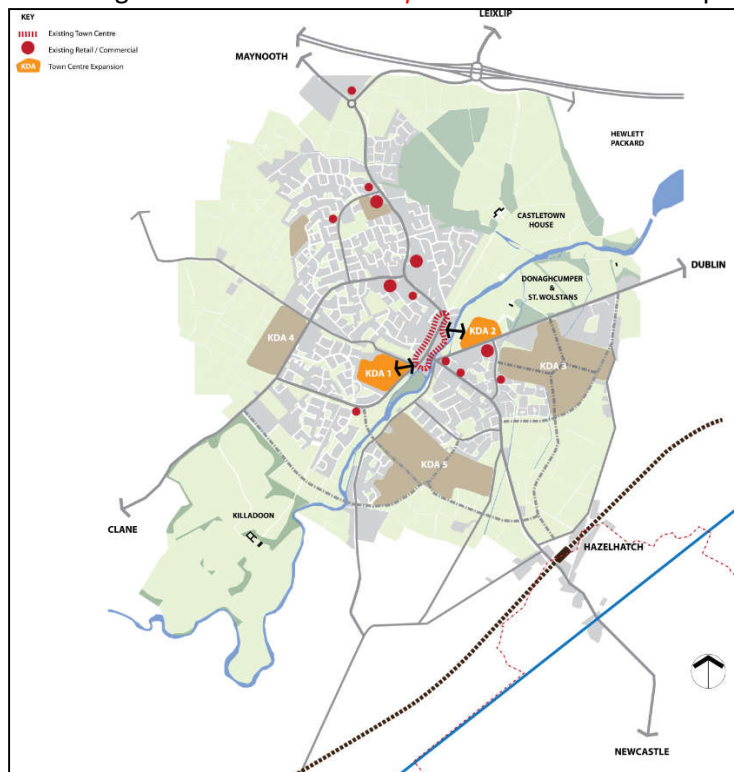 KEY
Existing Town Centre
Existing Retail / Commercial
KDA Town Centre Expansion
LEIXLIP
MAYNOOTH
HEWLETT
PACKARD
CASTLETOWN
HOUSE
DUBLIN
DONAGHCUMPER
&
ST. WOLSTANS
KDA 2
KDA 4
KDA 1
KDA 3
KDA 5
KILLADOON
CLANE
HAZELHATCH
NEWCASTLE